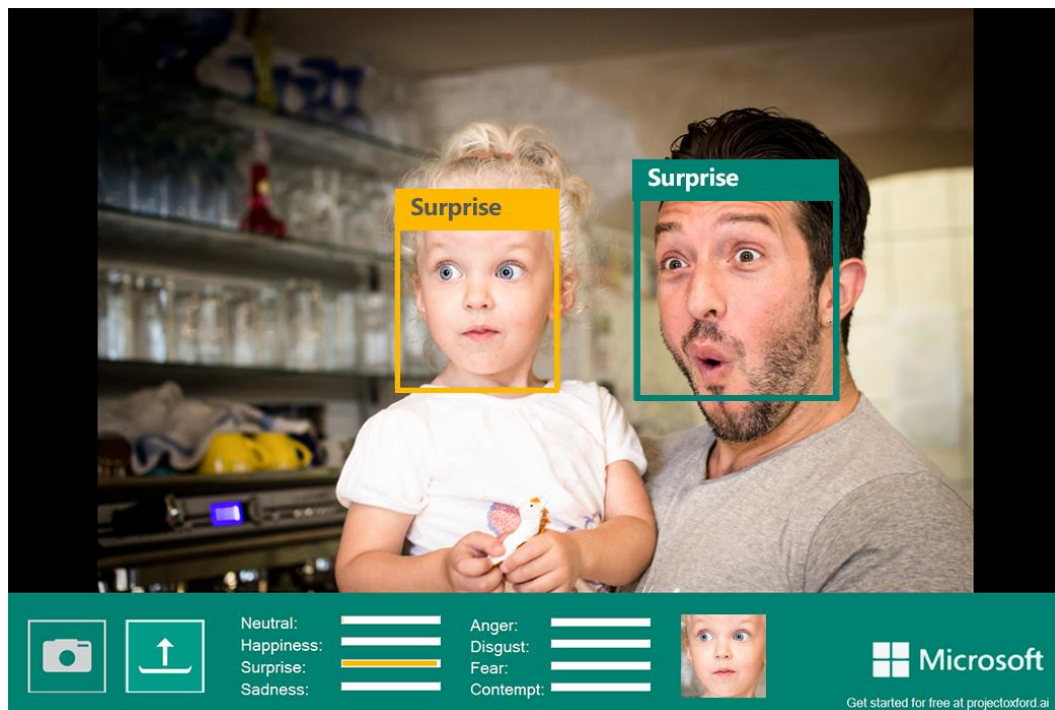 Surprise
Surprise
Neutral:
Happiness:
Surprise:
Sadness:
Anger:
Disgust:
Fear:
Contempt:
Microsoft
Get started for free at projectoxford.ai